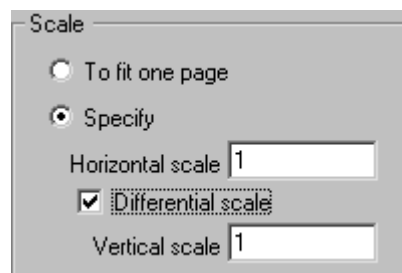 Scale
To fit one page
Specify
Horizontal scale 1
Differential scale
Vertical scale 1